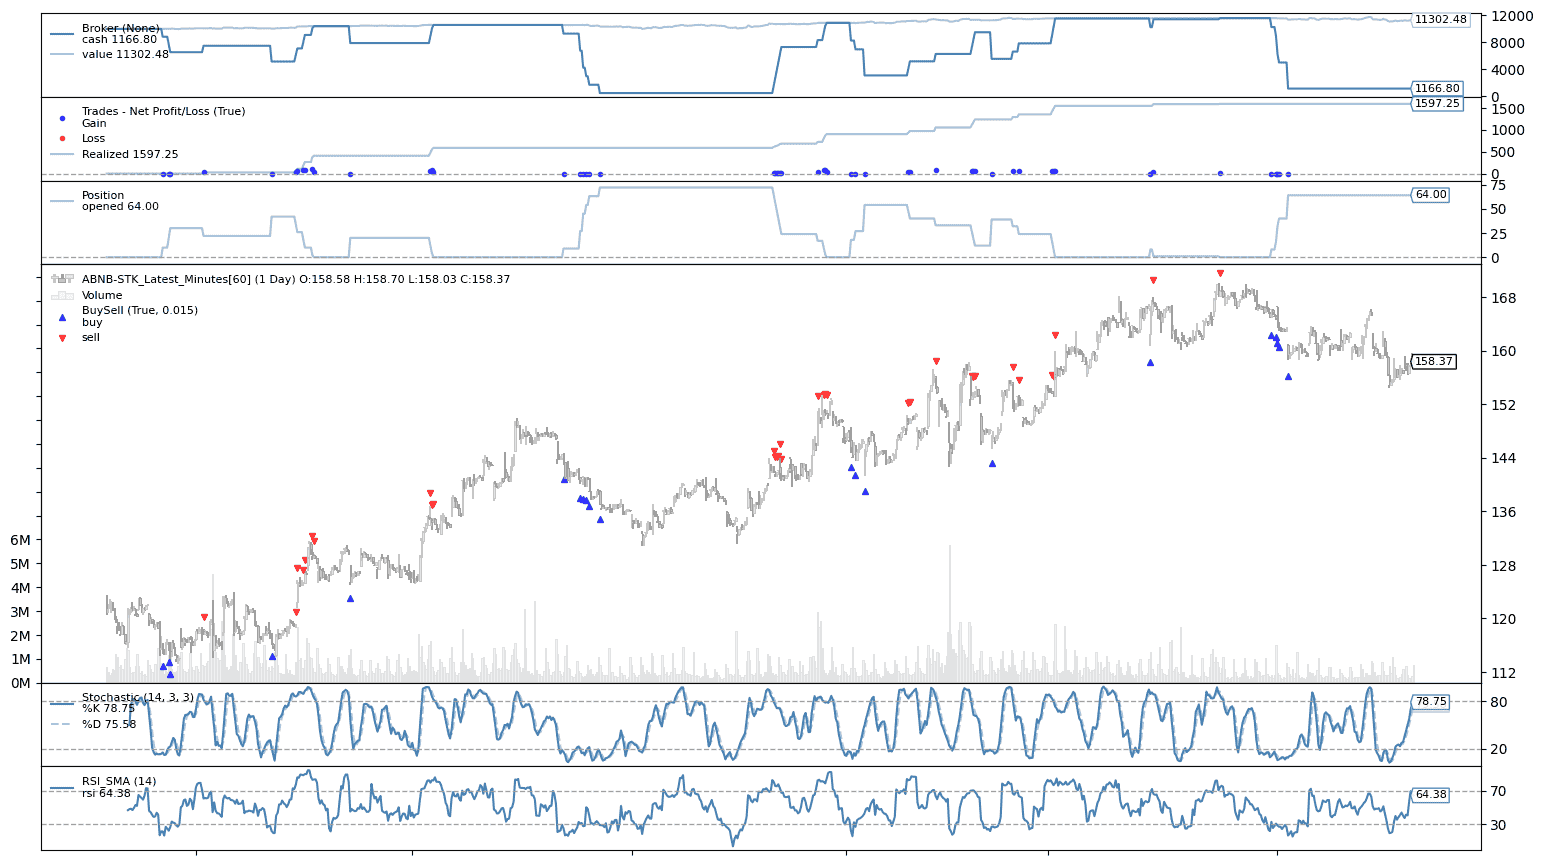 Broker (None)
cash 1166.80
value 11302.48
11302.48
1166.80
12000
8000
4000
0
Trades - Net Profit/Loss (True)
Gain
Loss
Realized 1597.25
1597.25
1500
1000
500
0
Position
opened 64.00
64.00
75
50
25
0
ABNB-STK_Latest_Minutes[60] (1 Day) O:158.58 H:158.70 L:158.03 C:158.37
Volume
BuySell (True, 0.015)
buy
sell
158.37
168
160
152
144
136
128
120
112
6M
5M
4M
3M
2M
1M
0M
Stochastic (14, 3, 3)
%K 78.75
%D 75.58
78.75
80
20
RSI_SMA (14)
rsi 64.38
64.38
70
30